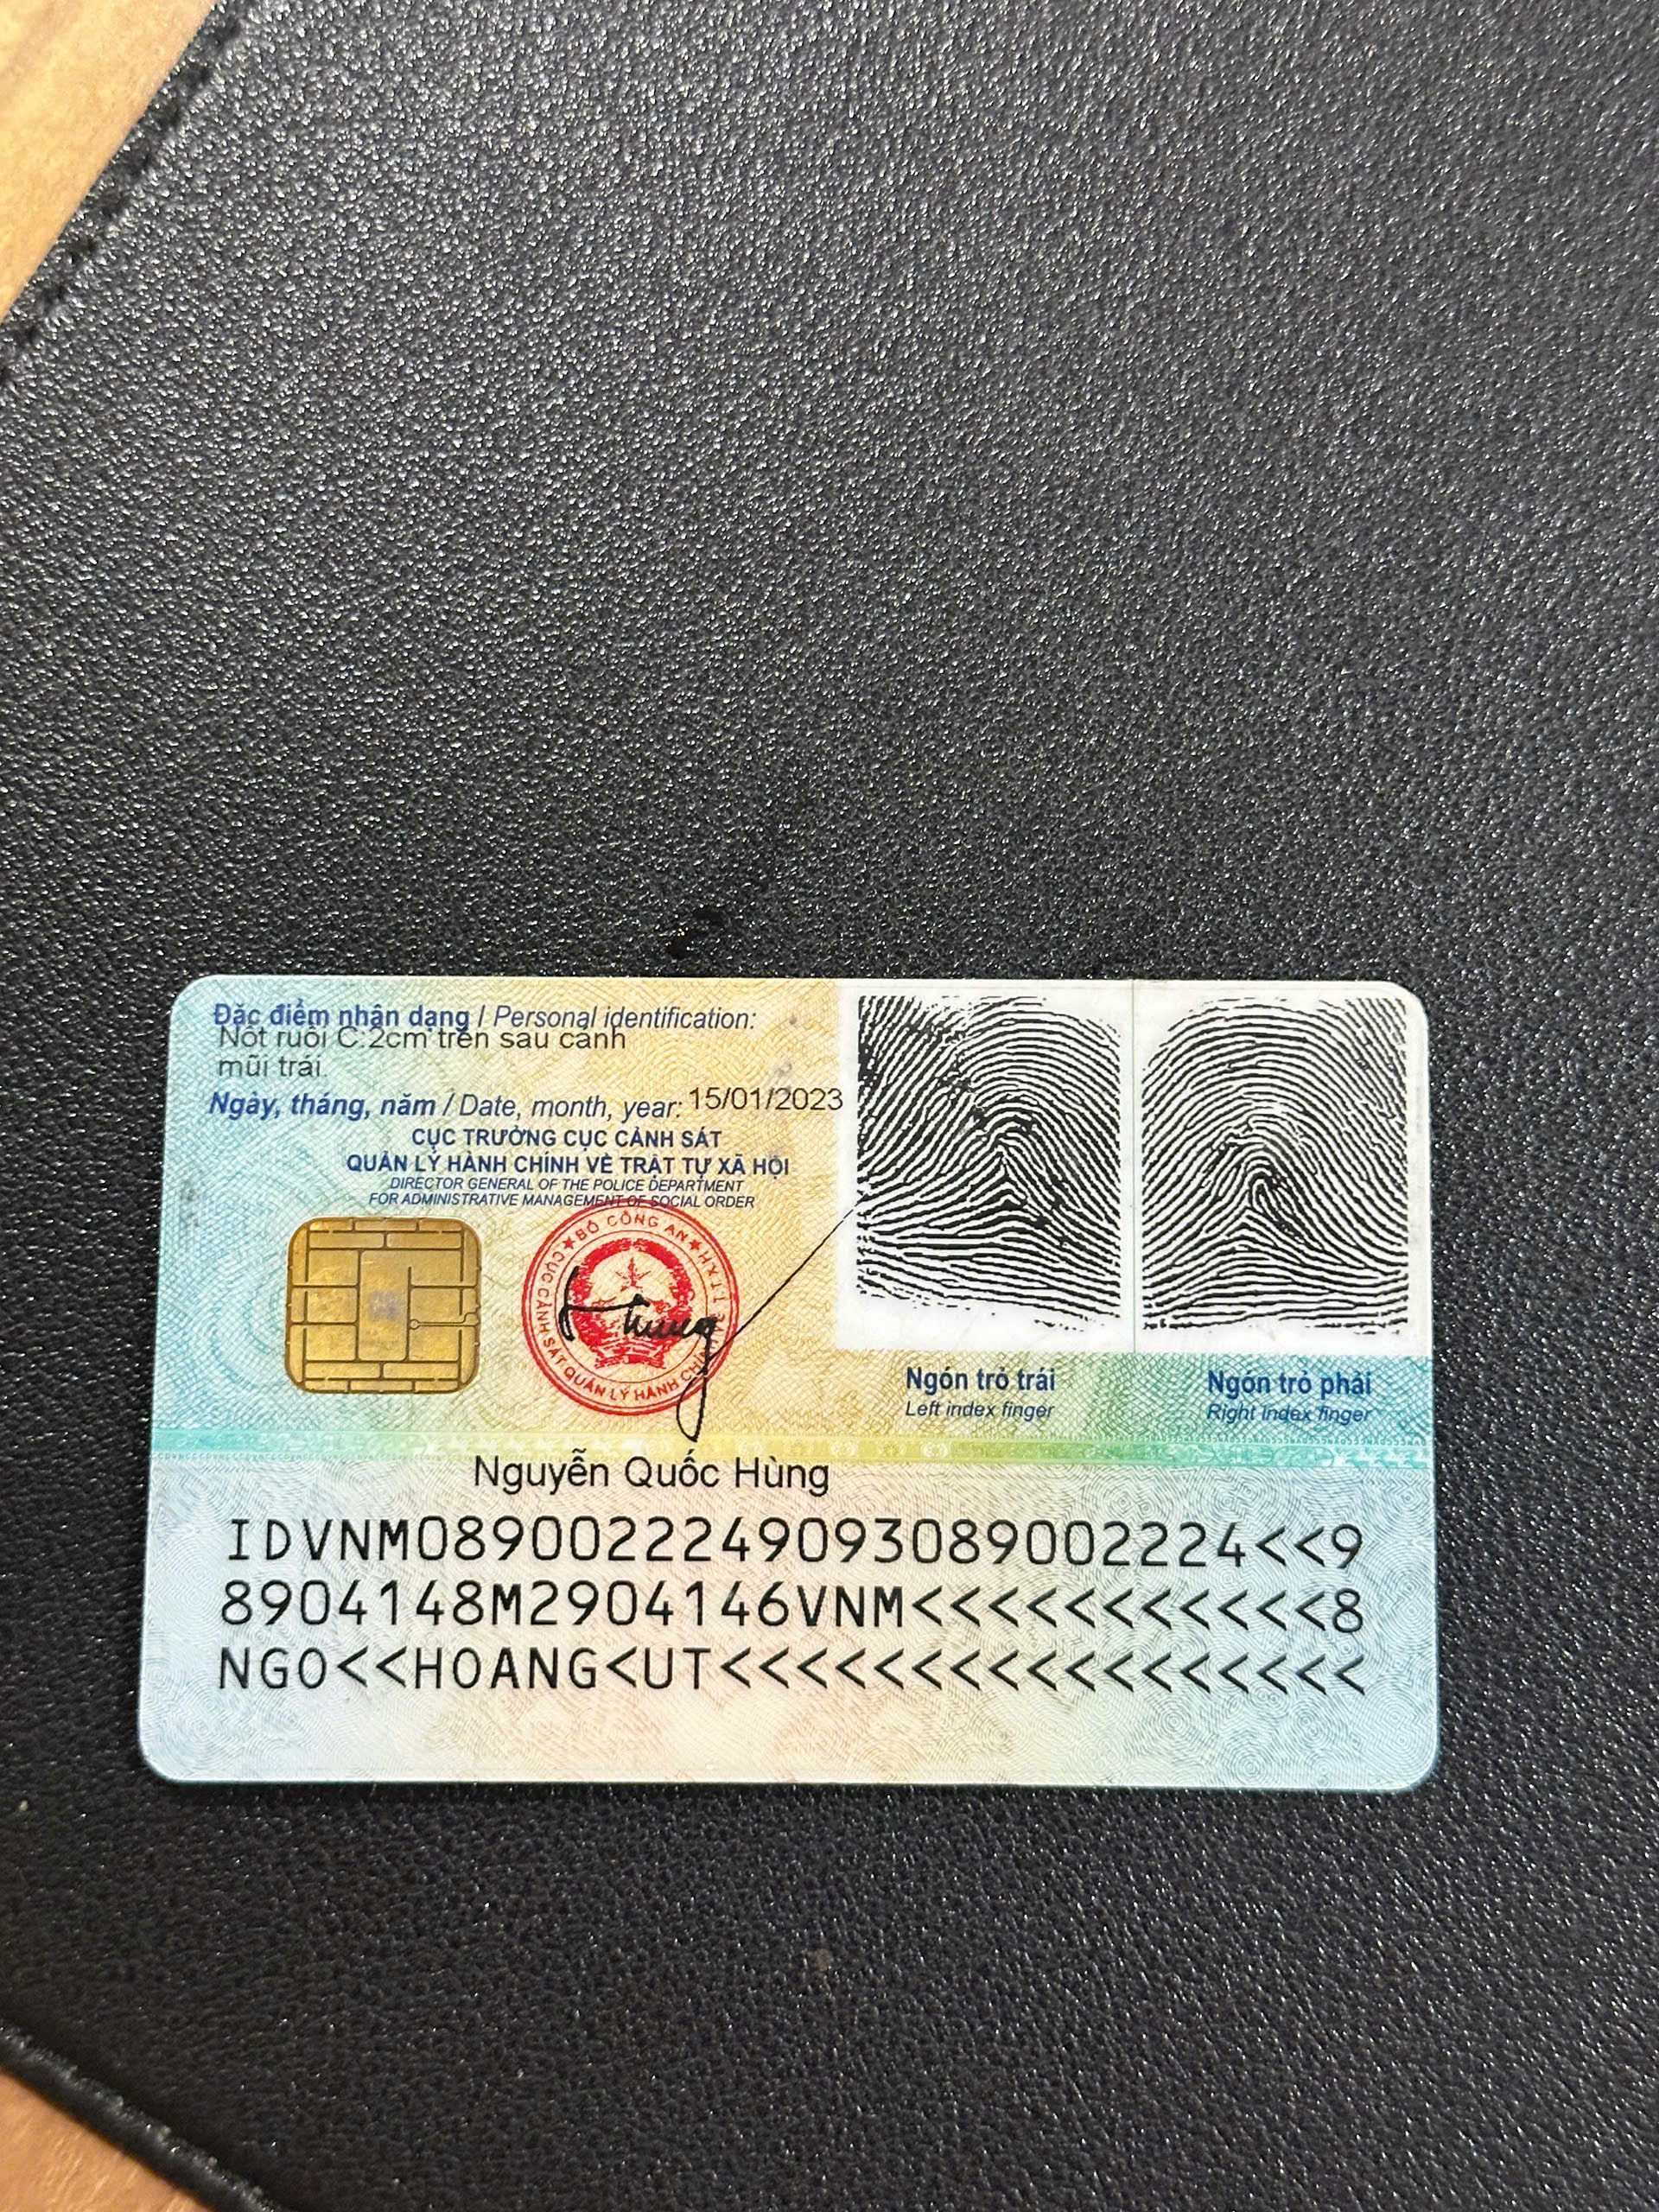 Đặc điểm nhận dạng / Personal identification:
Nốt ruồi C:2cm trên sau cánh
mũi trái.
Ngày, tháng, năm / Date, month, year: 15/01/2023
CỤC TRƯỞNG CỤC CẢNH SÁT
QUẢN LÝ HÀNH CHÍNH VỀ TRẬT TỰ XÃ HỘI
DIRECTOR GENERAL OF THE POLICE DEPARTMENT
FOR ADMINISTRATIVE MANAGEMENT OF SOCIAL ORDER
BỘ CÔNG AN
CỤC CẢNH SÁT QUẢN LÝ HÀNH CHÍNH
Ngón trỏ trái
Left index finger
Ngón trỏ phải
Right index finger
Nguyễn Quốc Hùng
IDVNM0890022249093089002224<<9
8904148M2904146VNM<<<<<<<<<<<8
NGO<<HOANG<UT<<<<<<<<<<<<<<<<<